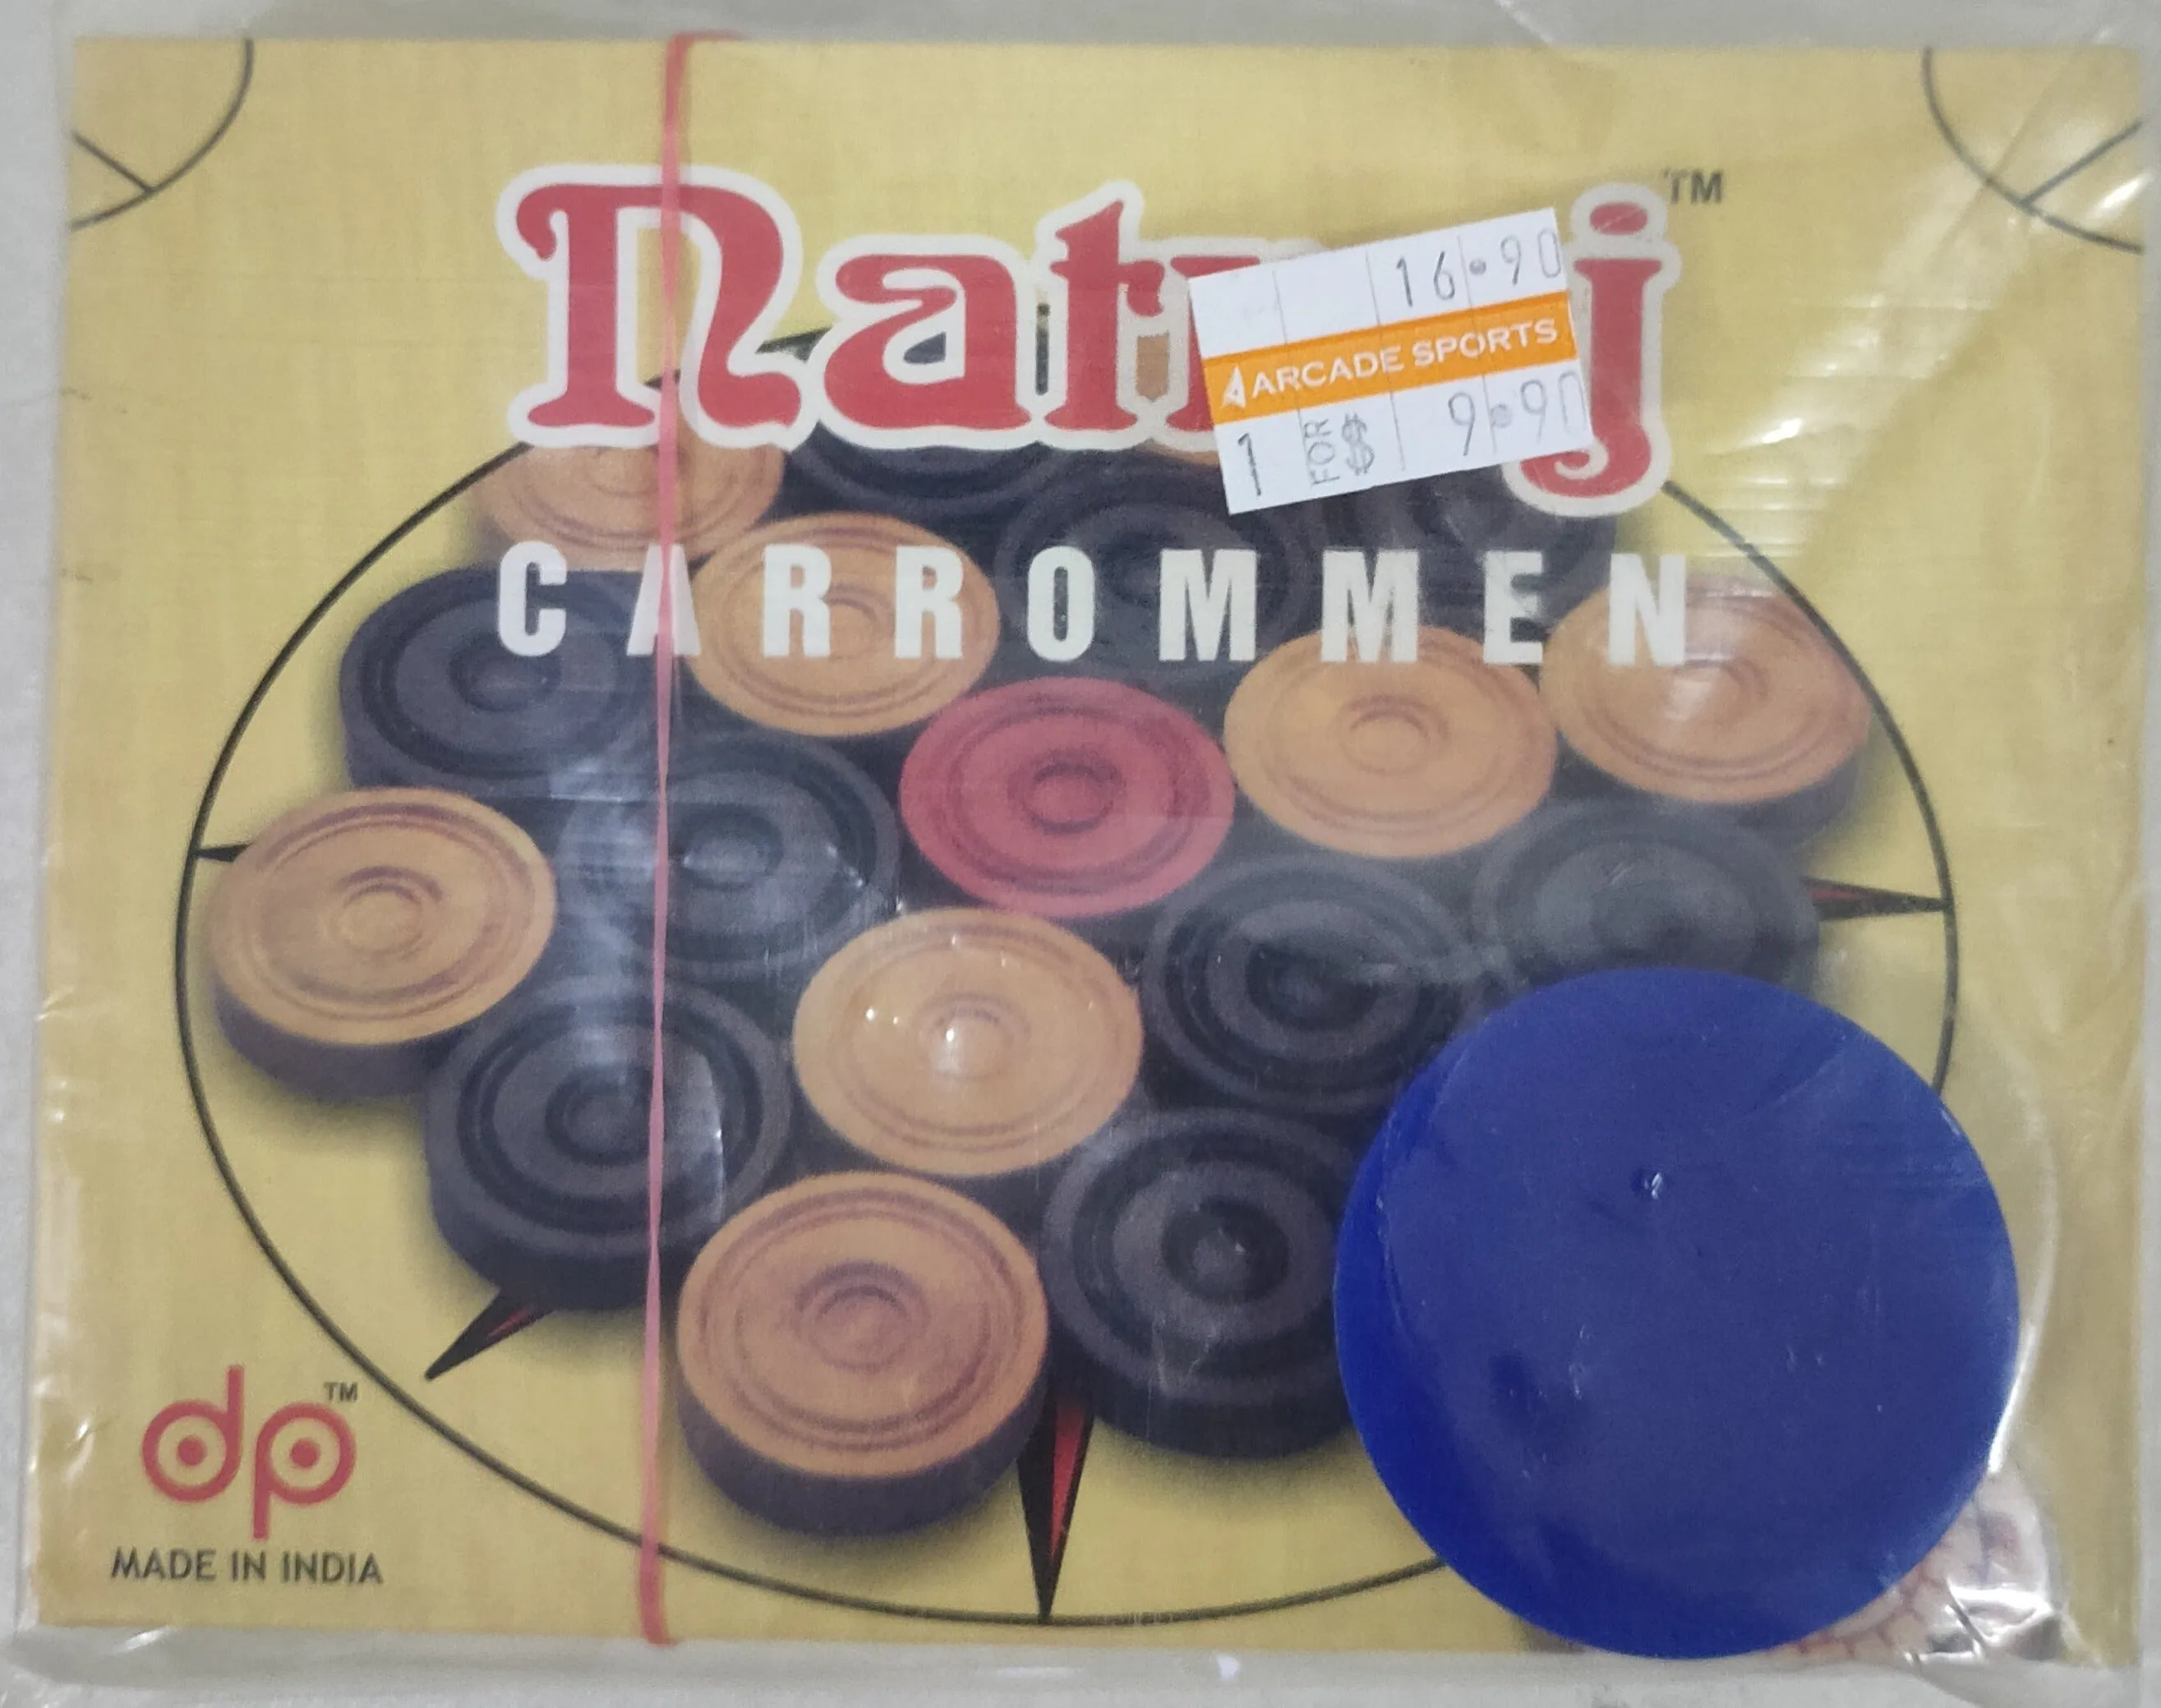 TM
16.90
ARCADE SPORTS
1 FOR $ 9.90
CARROMMEN
dp TM
MADE IN INDIA